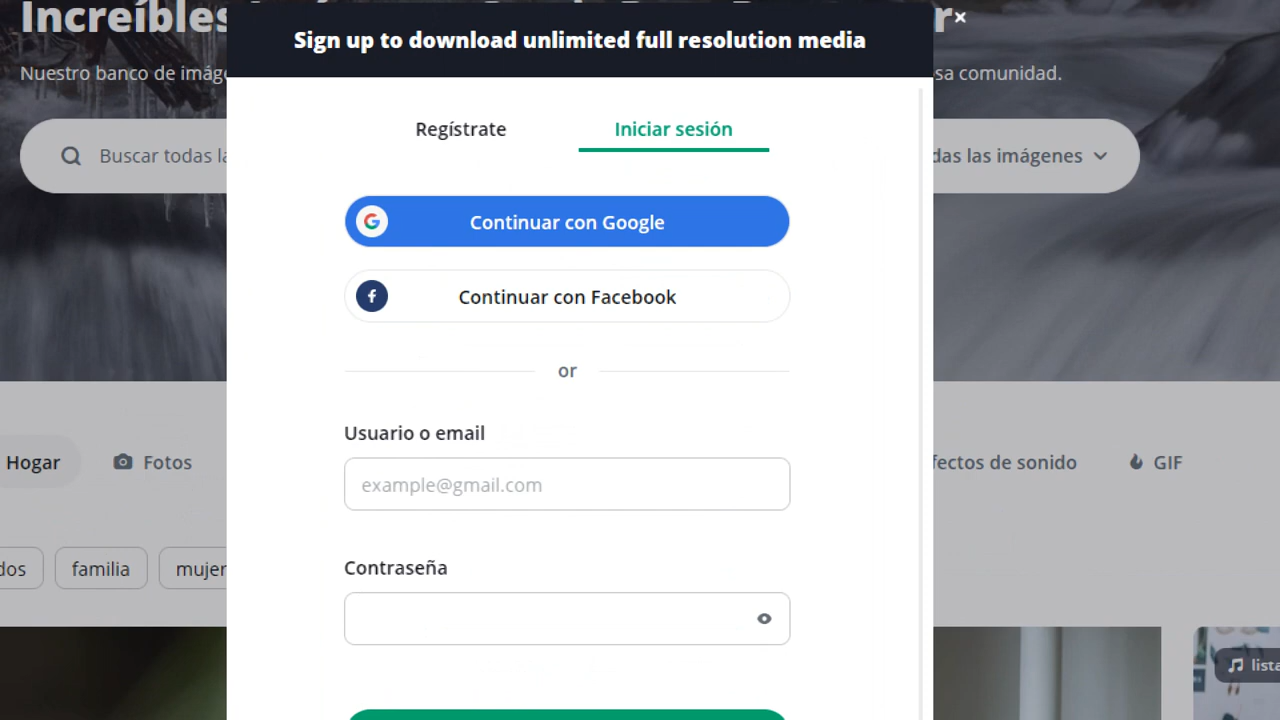 Increíbles
r
×
Sign up to download unlimited full resolution media
Nuestro banco de imáge
sa comunidad.
Regístrate
Iniciar sesión
Buscar todas la
das las imágenes
Continuar con Google
Continuar con Facebook
or
Usuario o email
Hogar
Fotos
fectos de sonido
GIF
example@gmail.com
dos
familia
mujer
Contraseña
lista